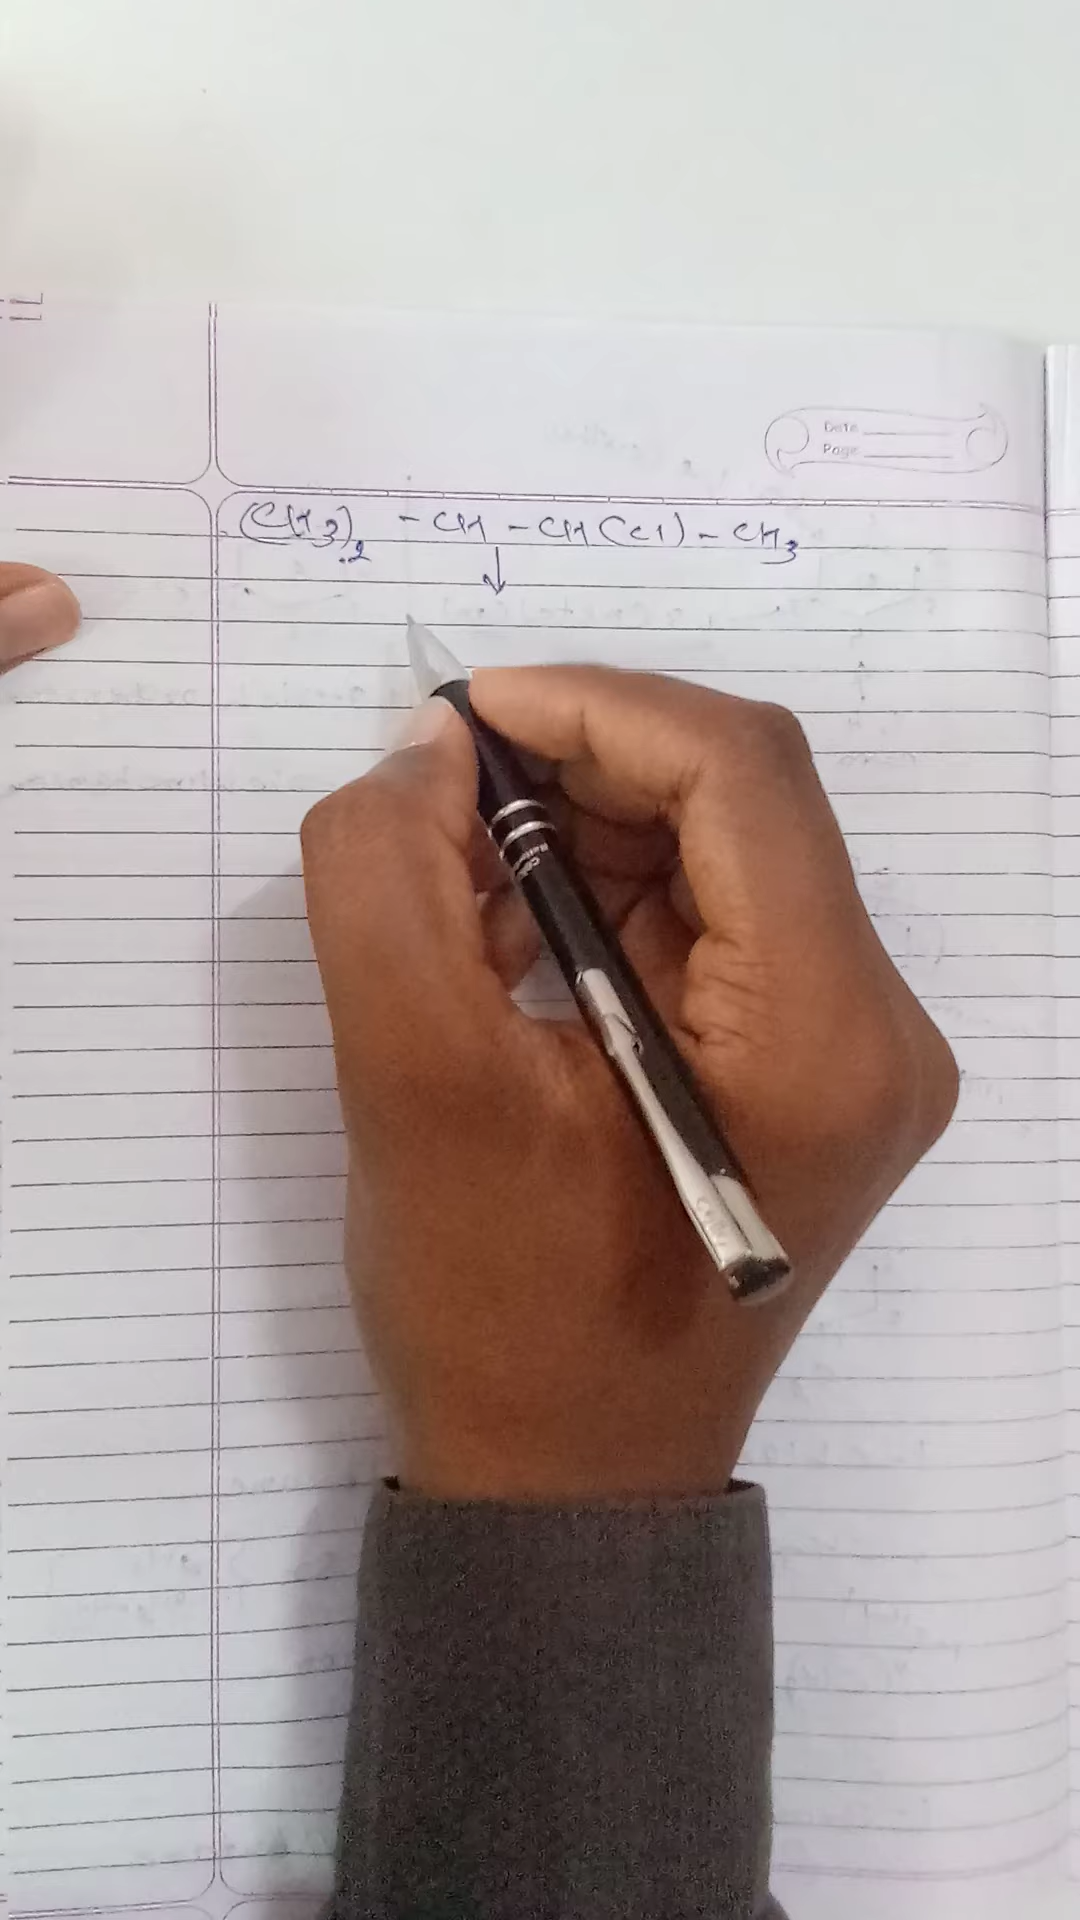 Date
Page
(CH3)2 - CH - CH (Cl) - CH3
↓